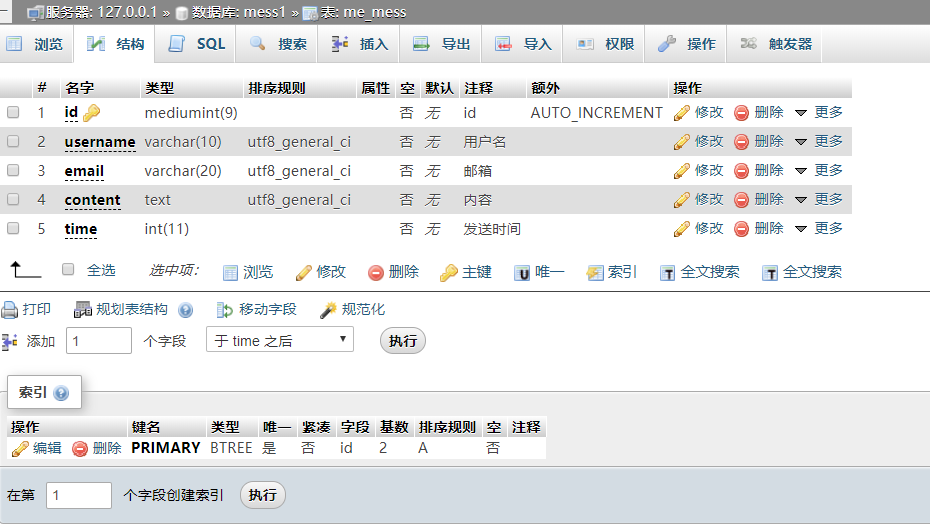 服务器: 127.0.0.1 » 数据库: mess1 » 表: me_mess
浏览 结构 SQL 搜索 插入 导出 导入 权限 操作 触发器
# 名字 类型 排序规则 属性 空 默认 注释 额外 操作
1 id mediumint(9) 否 无 id AUTO_INCREMENT 修改 删除 更多
2 username varchar(10) utf8_general_ci 否 无 用户名 修改 删除 更多
3 email varchar(20) utf8_general_ci 否 无 邮箱 修改 删除 更多
4 content text utf8_general_ci 否 无 内容 修改 删除 更多
5 time int(11) 否 无 发送时间 修改 删除 更多
全选 选中项: 浏览 修改 删除 主键 唯一 索引 全文搜索 全文搜索
打印 规划表结构 移动字段 规范化
添加 1 个字段 于 time 之后 执行
索引
操作 键名 类型 唯一 紧凑 字段 基数 排序规则 空 注释
编辑 删除 PRIMARY BTREE 是 否 id 2 A 否
在第 1 个字段创建索引 执行